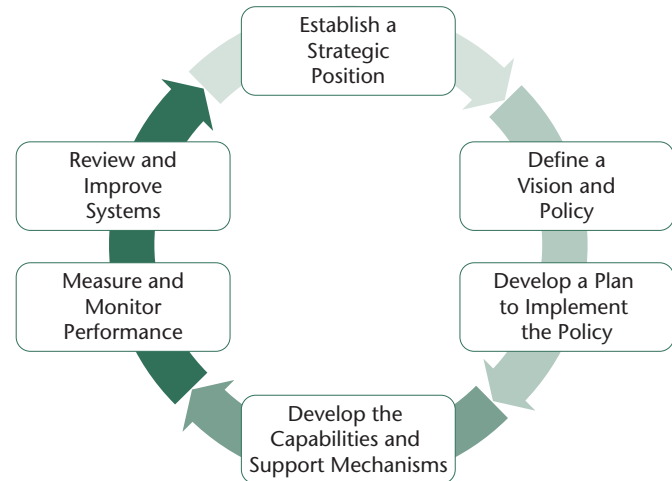 Establish a
Strategic
Position
Define a
Vision and
Policy
Develop a Plan
to Implement
the Policy
Develop the
Capabilities and
Support Mechanisms
Measure and
Monitor
Performance
Review and
Improve
Systems